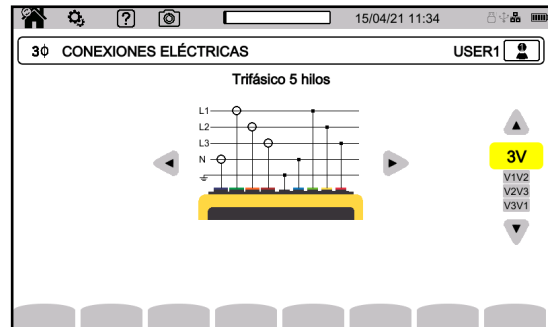 15/04/21 11:34
3ϕ CONEXIONES ELÉCTRICAS USER1
Trifásico 5 hilos
L1
L2
L3
N
3V
V1V2
V2V3
V3V1